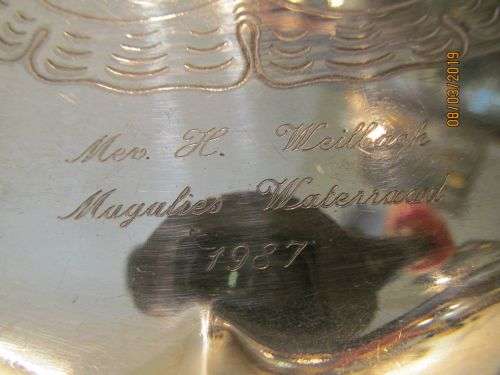 Mev. H. Weilbach
Magalies Waterraad
1987
08/03/2019